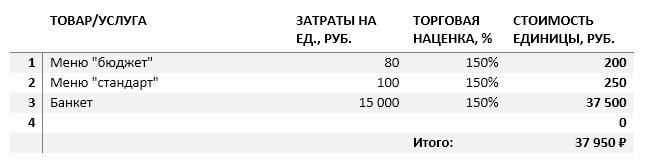 ТОВАР/УСЛУГА ЗАТРАТЫ НА ЕД., РУБ. ТОРГОВАЯ НАЦЕНКА, % СТОИМОСТЬ ЕДИНИЦЫ, РУБ.
1 Меню "бюджет" 80 150% 200
2 Меню "стандарт" 100 150% 250
3 Банкет 15 000 150% 37 500
4 0
Итого: 37 950 ₽